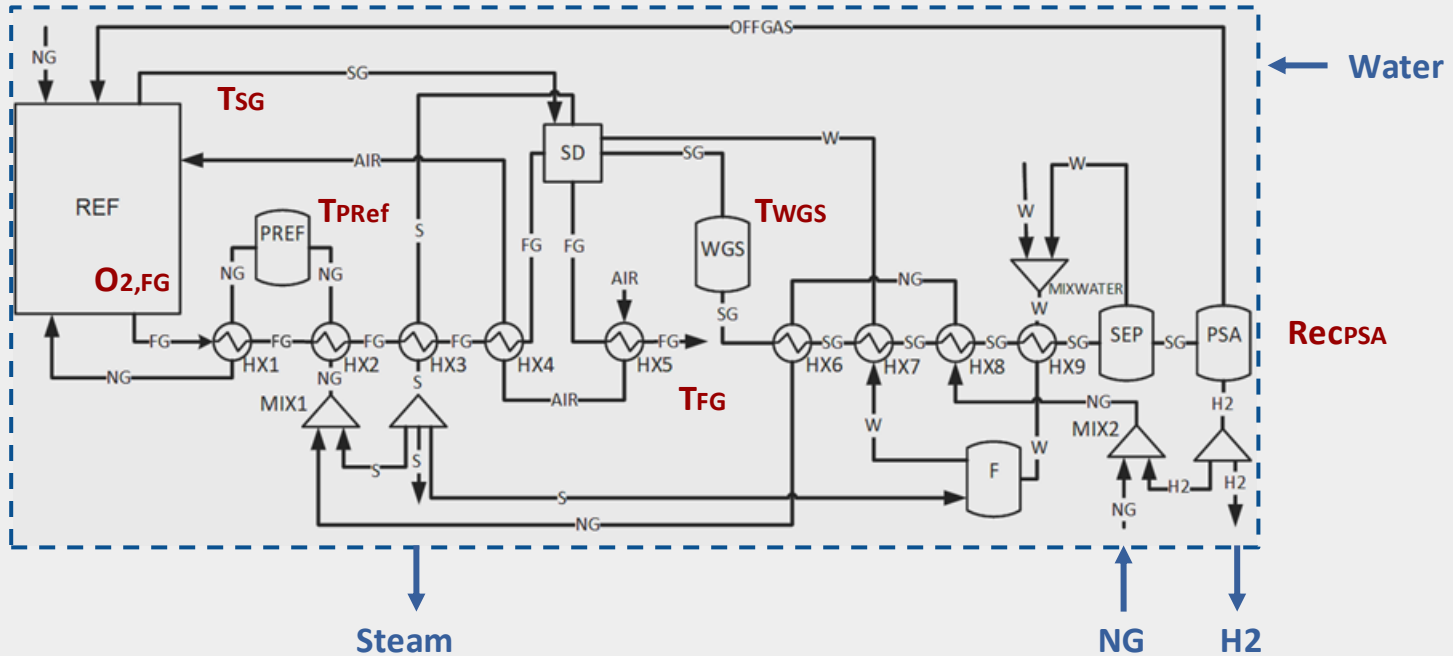 OFFGAS
NG
SG
TSG
Water
AIR
SD
W
SG
W
REF
TPRef
PREF
S
FG
FG
TWGS
WGS
W
MIXWATER
O2,FG
NG
NG
AIR
NG
SG
W
FG
HX1
FG
HX2
FG
HX3
FG
HX4
HX5
FG
HX6
SG
HX7
SG
HX8
SG
HX9
SG
SEP
SG
PSA
RecPSA
NG
NG
S
MIX1
AIR
TFG
NG
MIX2
H2
W
W
F
S
S
S
NG
NG
H2
H2
Steam
NG
H2